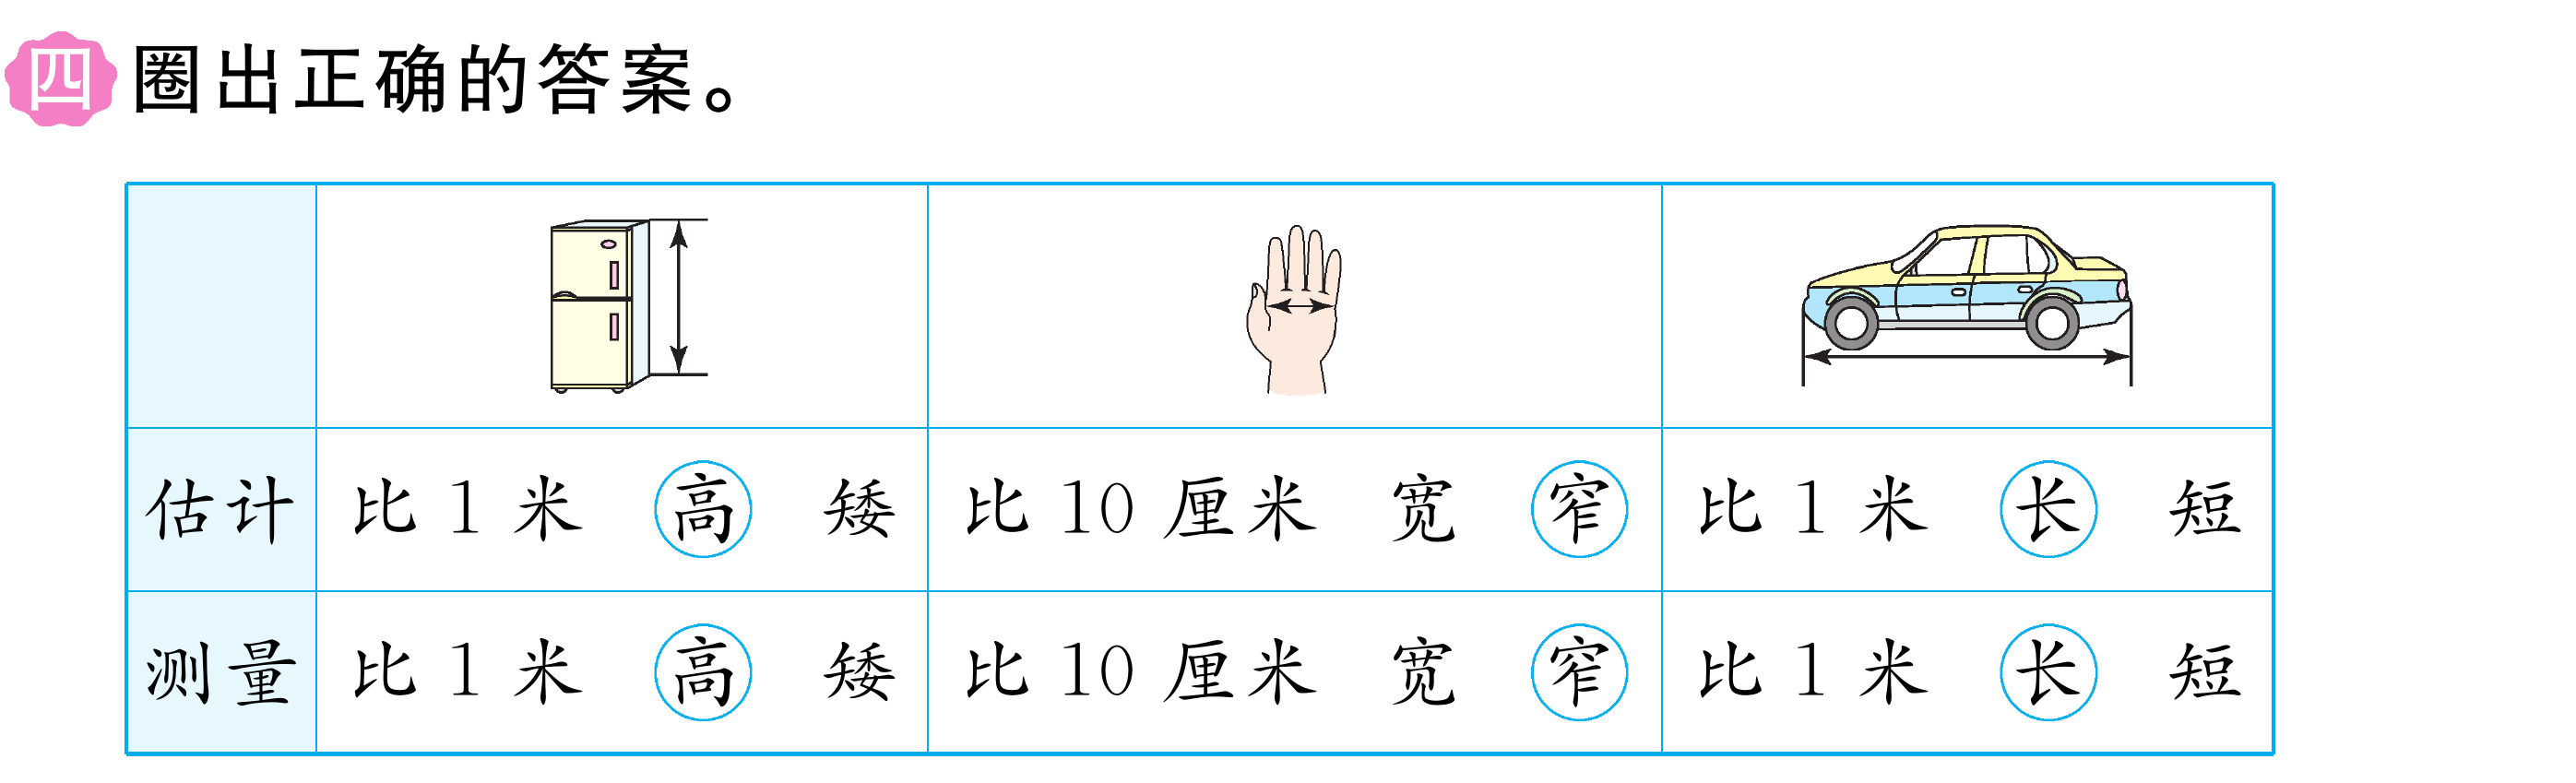 四 圈出正确的答案。
估计 比 1 米 高 矮 比 10 厘米 宽 窄 比 1 米 长 短
测量 比 1 米 高 矮 比 10 厘米 宽 窄 比 1 米 长 短